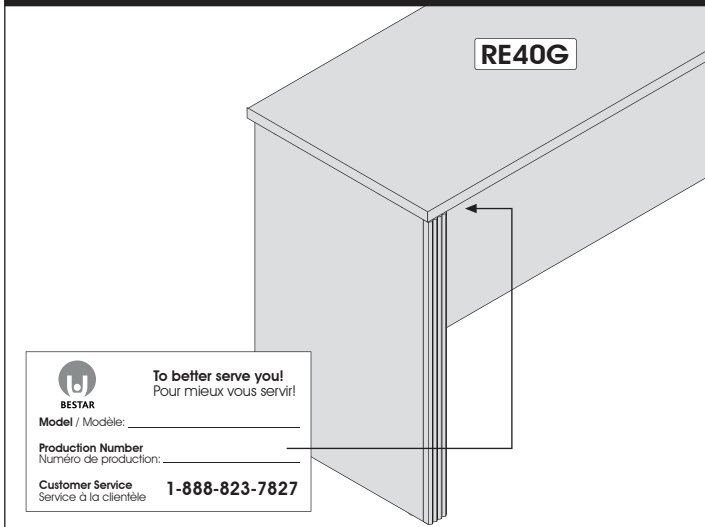 RE40G
To better serve you!
Pour mieux vous servir!
BESTAR
Model / Modèle:
Production Number
Numéro de production:
Customer Service
Service à la clientèle
1-888-823-7827